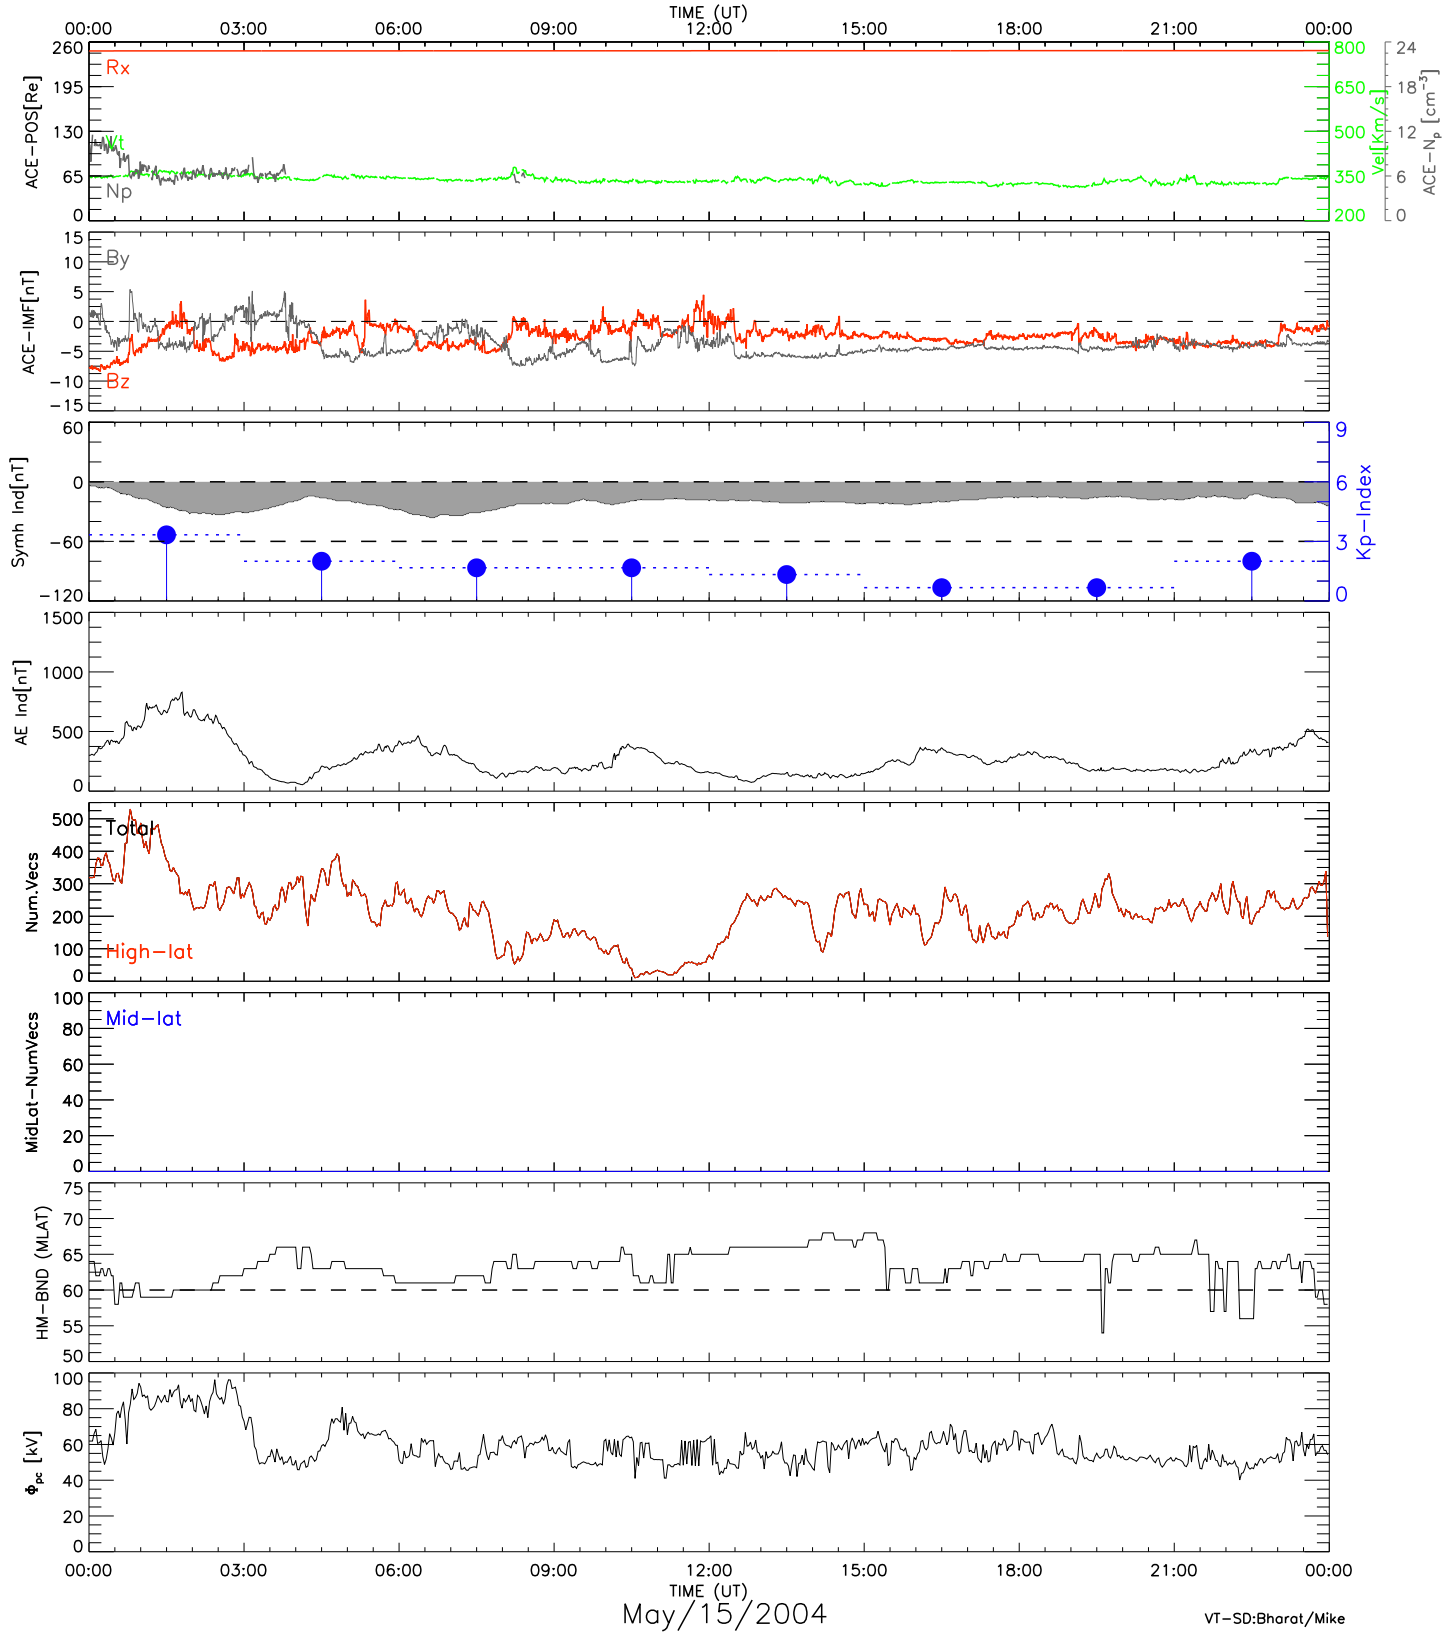 TIME (UT)
00:00 03:00 06:00 09:00 12:00 15:00 18:00 21:00 00:00
ACE-POS[Re]
260
195
130
65
0
Rx
Vt
Np
800
650
500
350
200
Vel[Km/s]
24
18
12
6
0
ACE-Np [cm-3]
ACE-IMF[nT]
15
10
5
0
-5
-10
-15
By
Bz
Symh Ind[nT]
60
0
-60
-120
9
6
3
0
Kp-Index
AE Ind[nT]
1500
1000
500
0
Num.Vecs
500
400
300
200
100
0
Total
High-lat
MidLat-NumVecs
100
80
60
40
20
0
Mid-lat
HM-BND (MLAT)
75
70
65
60
55
50
Φpc [kV]
100
80
60
40
20
0
00:00 03:00 06:00 09:00 12:00 15:00 18:00 21:00 00:00
TIME (UT)
May/15/2004
VT-SD:Bharat/Mike